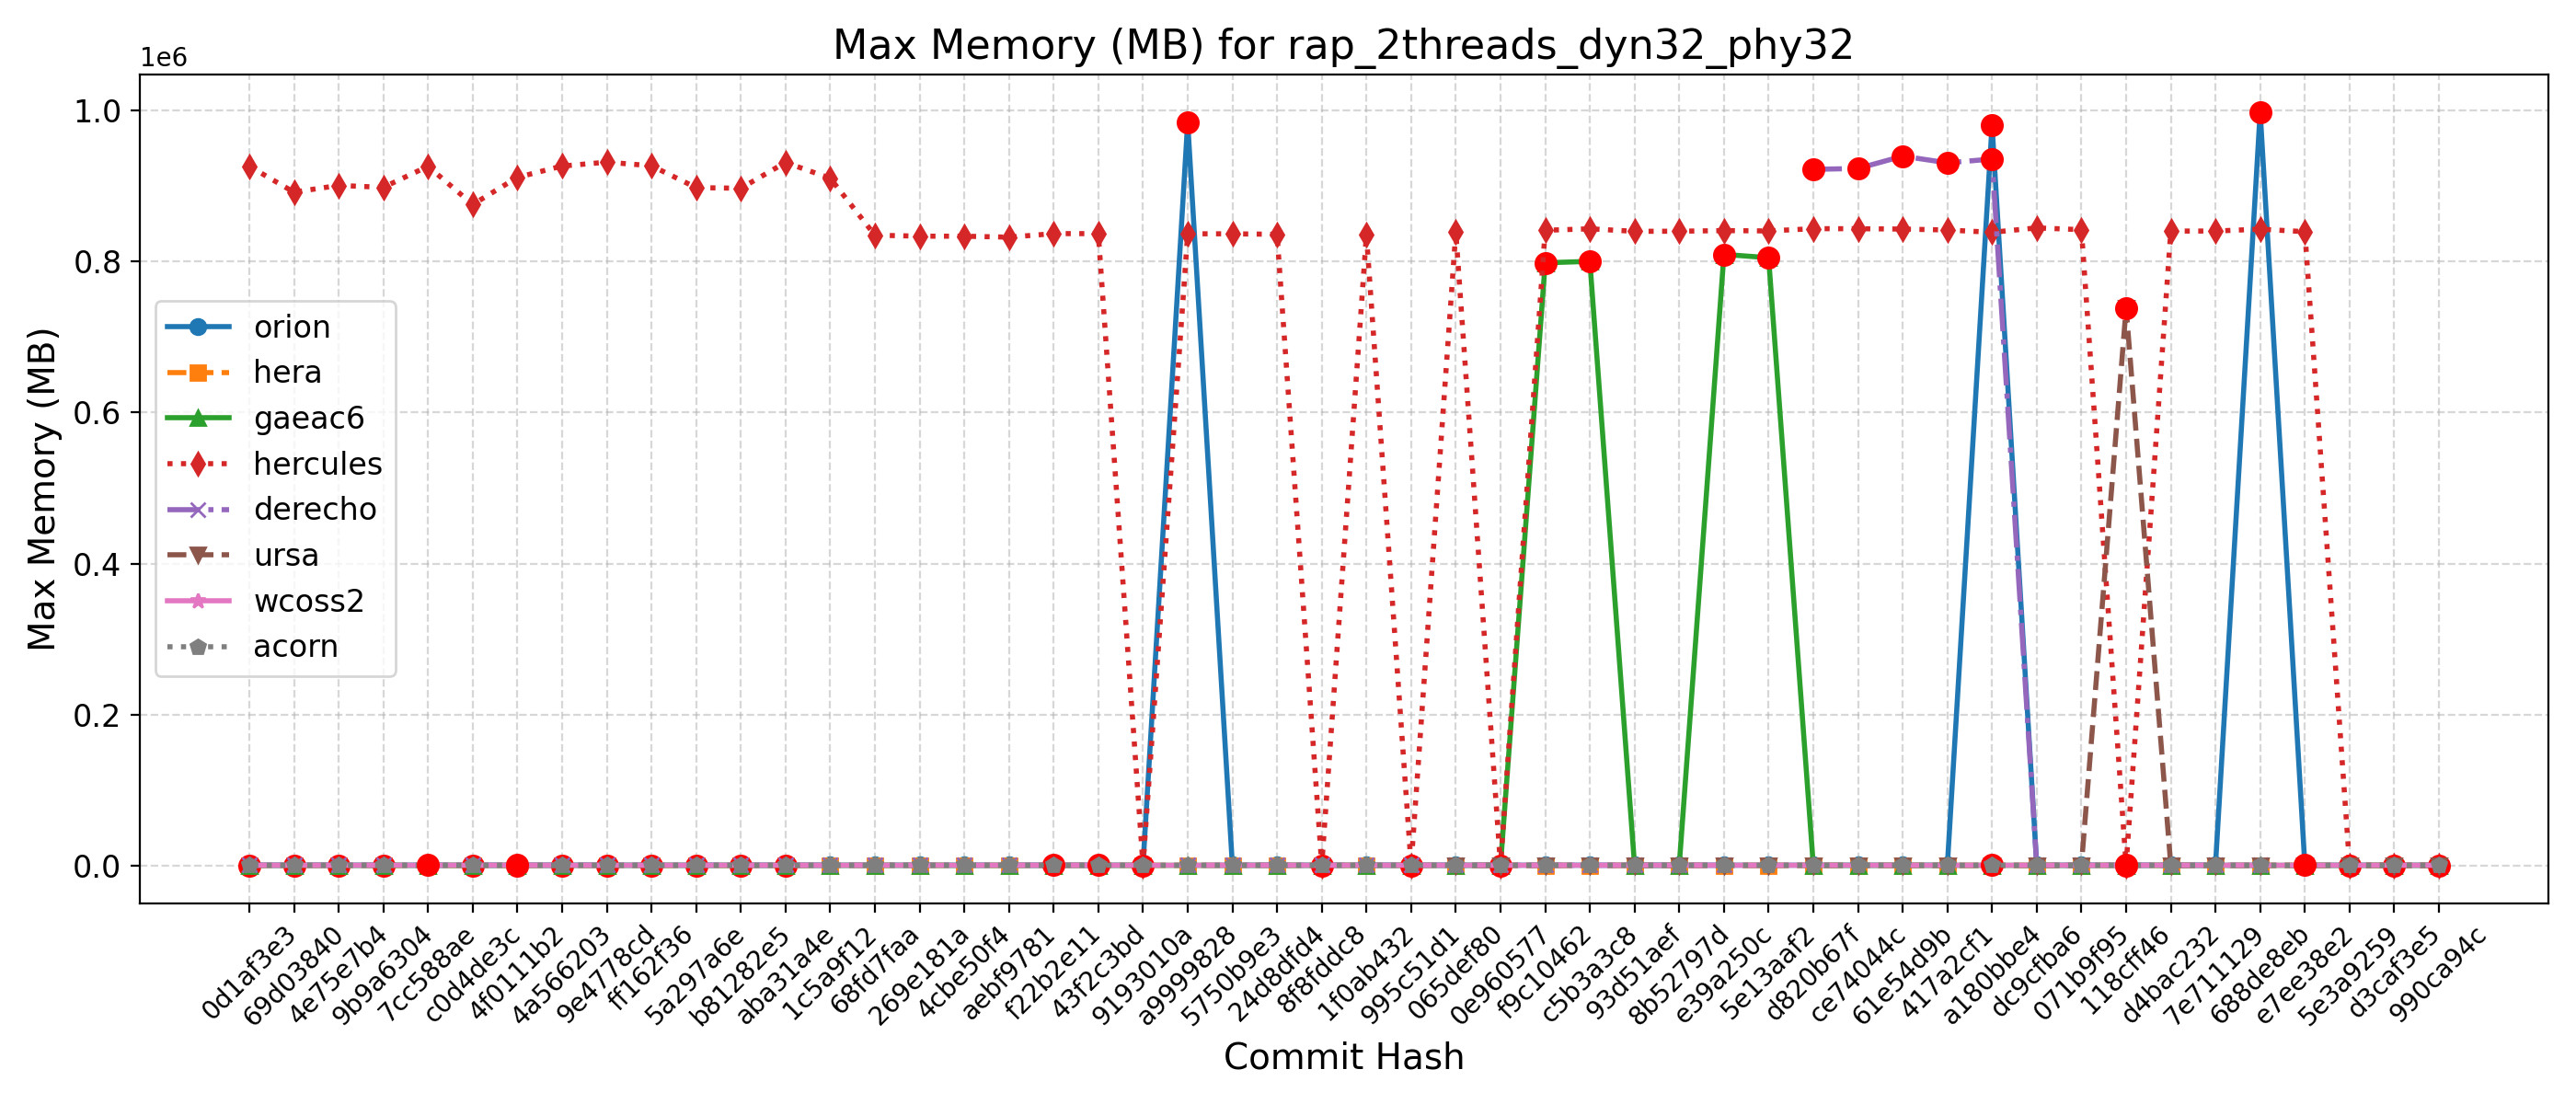 Max Memory (MB) for rap_2threads_dyn32_phy32
1e6
1.0
0.8
0.6
0.4
0.2
0.0
Max Memory (MB)
orion
hera
gaeac6
hercules
derecho
ursa
wcoss2
acorn
0d1af3e3
69d03840
4e75e7b4
9b9a6304
7cc588ae
c0d4de3c
4f0111b2
4a566203
9e4778cd
ff162f36
5a297a6e
b81282e5
aba31a4e
1c5a9f12
68fd7faa
269e181a
4cbe50f4
aebf9781
f22b2e11
43f2c3bd
9193010a
a9999828
5750b9e3
24d8dfd4
8f8fddc8
1f0ab432
995c51d1
065def80
0e960577
f9c10462
c5b3a3c8
93d51aef
8b52797d
e39a250c
5e13aaf2
d820b67f
ce74044c
61e54d9b
417a2cf1
a180bbe4
dc9cfba6
071b9f95
118cff46
d4bac232
7e711129
688de8eb
e7ee38e2
5e3a9259
d3caf3e5
990ca94c
Commit Hash